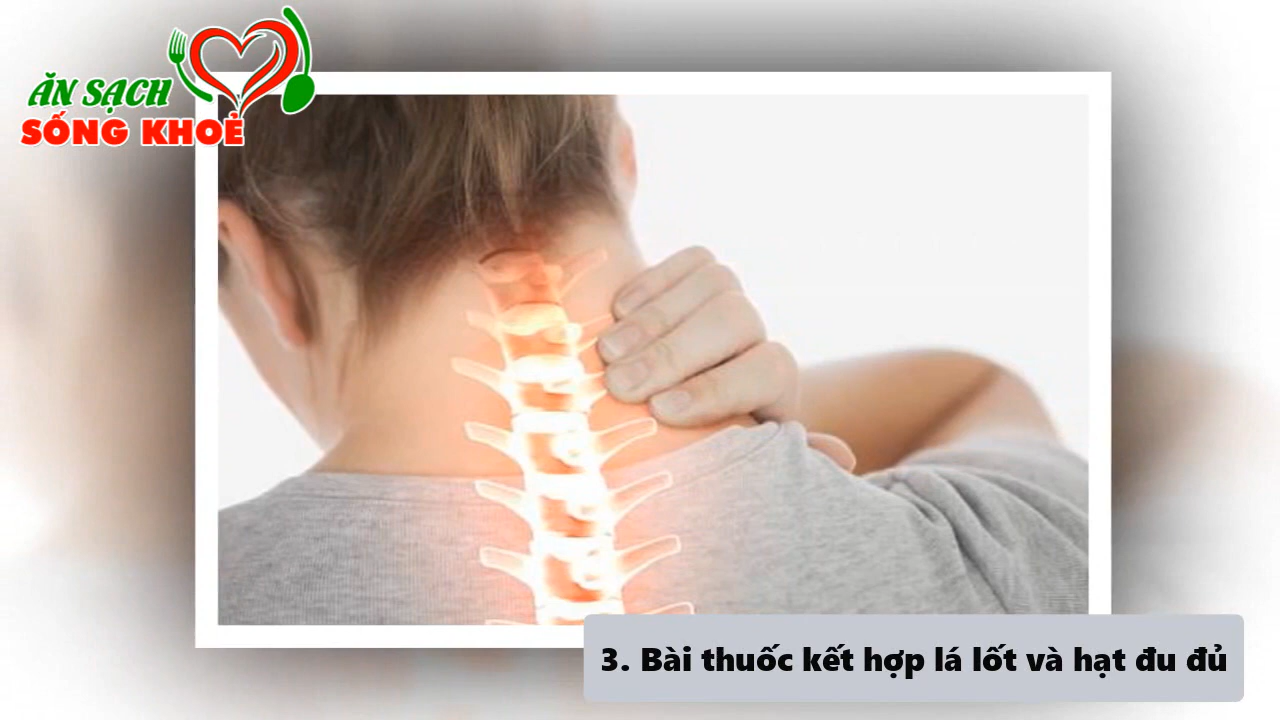 ĂN SẠCH
SỐNG KHOẺ
3. Bài thuốc kết hợp lá lốt và hạt đu đủ